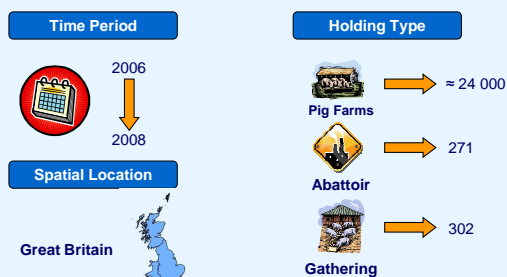 Time Period
2006
2008
Spatial Location
Great Britain
Holding Type
Pig Farms
≈ 24 000
Abattoir
271
Gathering
302